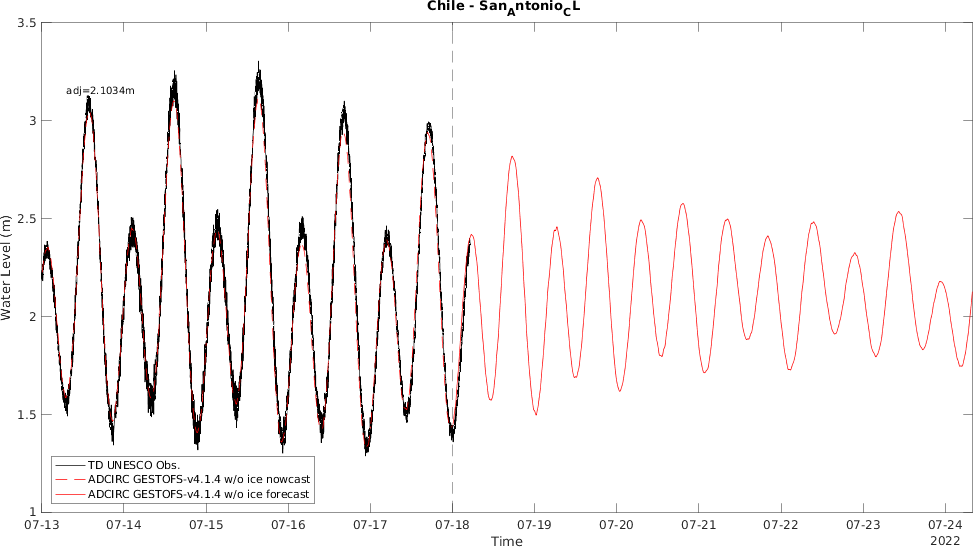 Chile - San_Antonio_CL
3.5
adj=2.1034m
3
2.5
Water Level (m)
2
1.5
TD UNESCO Obs.
ADCIRC GESTOFS-v4.1.4 w/o ice nowcast
ADCIRC GESTOFS-v4.1.4 w/o ice forecast
1
07-13 07-14 07-15 07-16 07-17 07-18 07-19 07-20 07-21 07-22 07-23 07-24
Time
2022